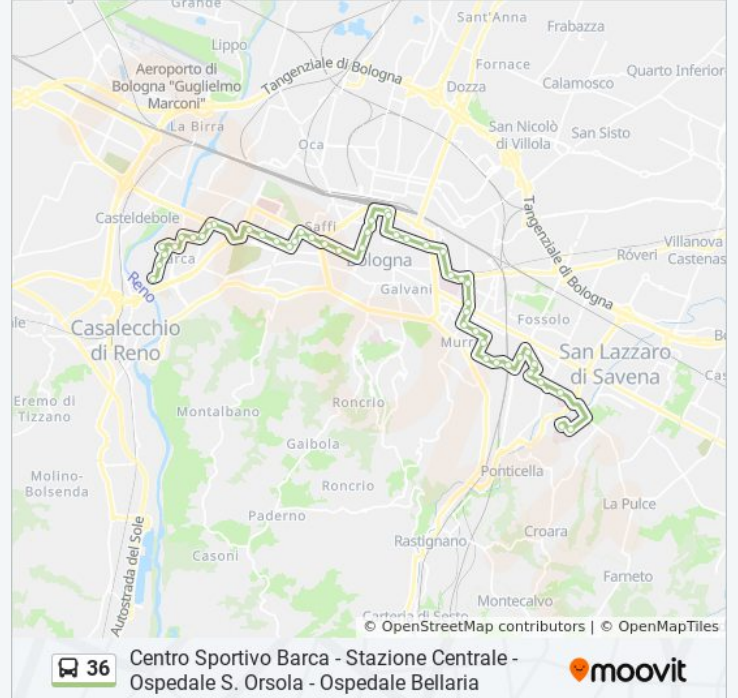 Grande
Sant'Anna
Frabazza
Lippo
Aeroporto di
Bologna "Guglielmo
Marconi"
Tangenziale di Bologna
Fornace
Quarto Inferior
Dozza
Calamosco
La Birra
San Nicolò
di Villola
San Sisto
Oca
Casteldebole
Saffi
Tangenziale di Bologna
Villanova
Castenas
Roveri
arca
Bologna
Reno
Galvani
Fossolo
Casalecchio
di Reno
Murri
San Lazzaro
di Savena
Eremo di
Tizzano
Montalbano
Roncrio
Gaibola
Ponticella
Molino-
Bolsenda
Roncrio
La Pulce
Paderno
Croara
Autostrada del Sole
Casoni
Rastignano
Farneto
Montecalvo
© OpenStreetMap contributors | © OpenMapTiles
36
Centro Sportivo Barca - Stazione Centrale -
Ospedale S. Orsola - Ospedale Bellaria
moovit